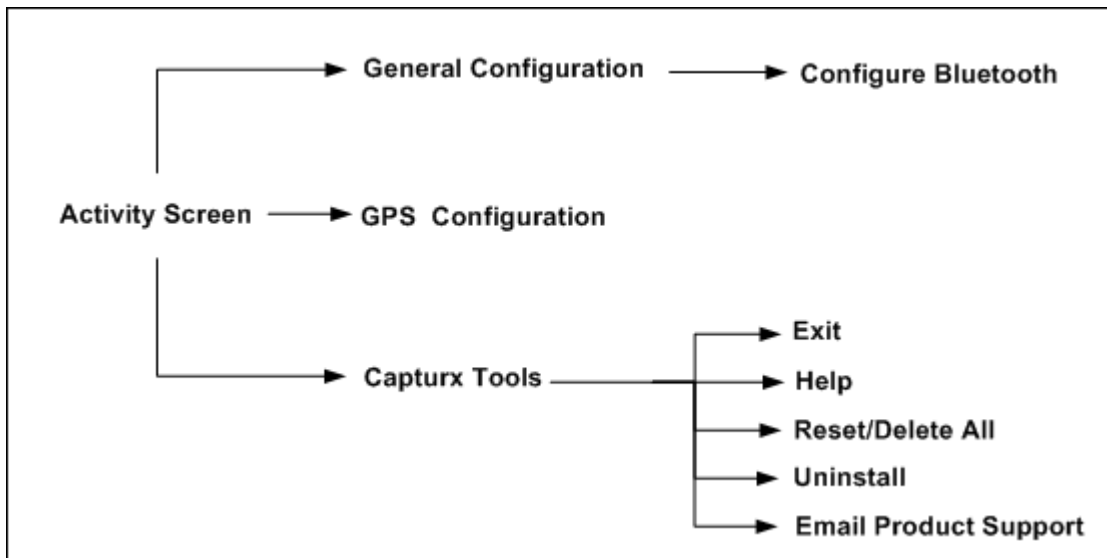 General Configuration
Configure Bluetooth
Activity Screen
GPS Configuration
Capturx Tools
Exit
Help
Reset/Delete All
Uninstall
Email Product Support